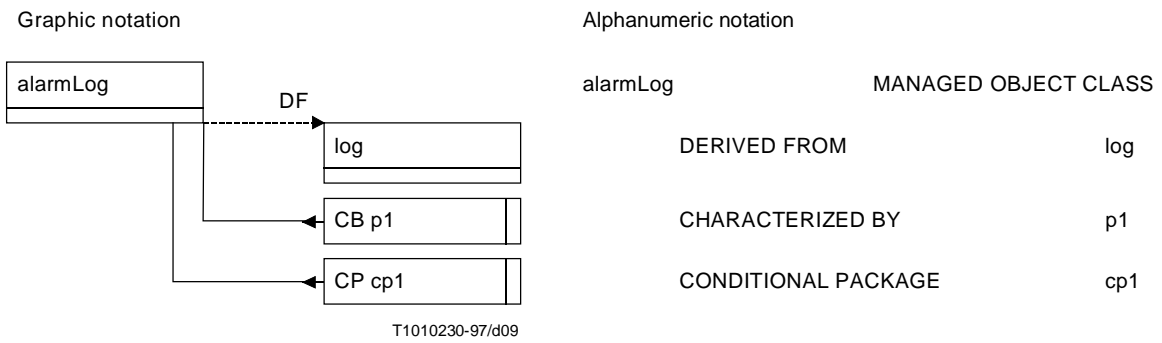 Graphic notation
Alphanumeric notation
alarmLog
DF
log
CB p1
CP cp1
T1010230-97/d09
alarmLog MANAGED OBJECT CLASS
DERIVED FROM log
CHARACTERIZED BY p1
CONDITIONAL PACKAGE cp1